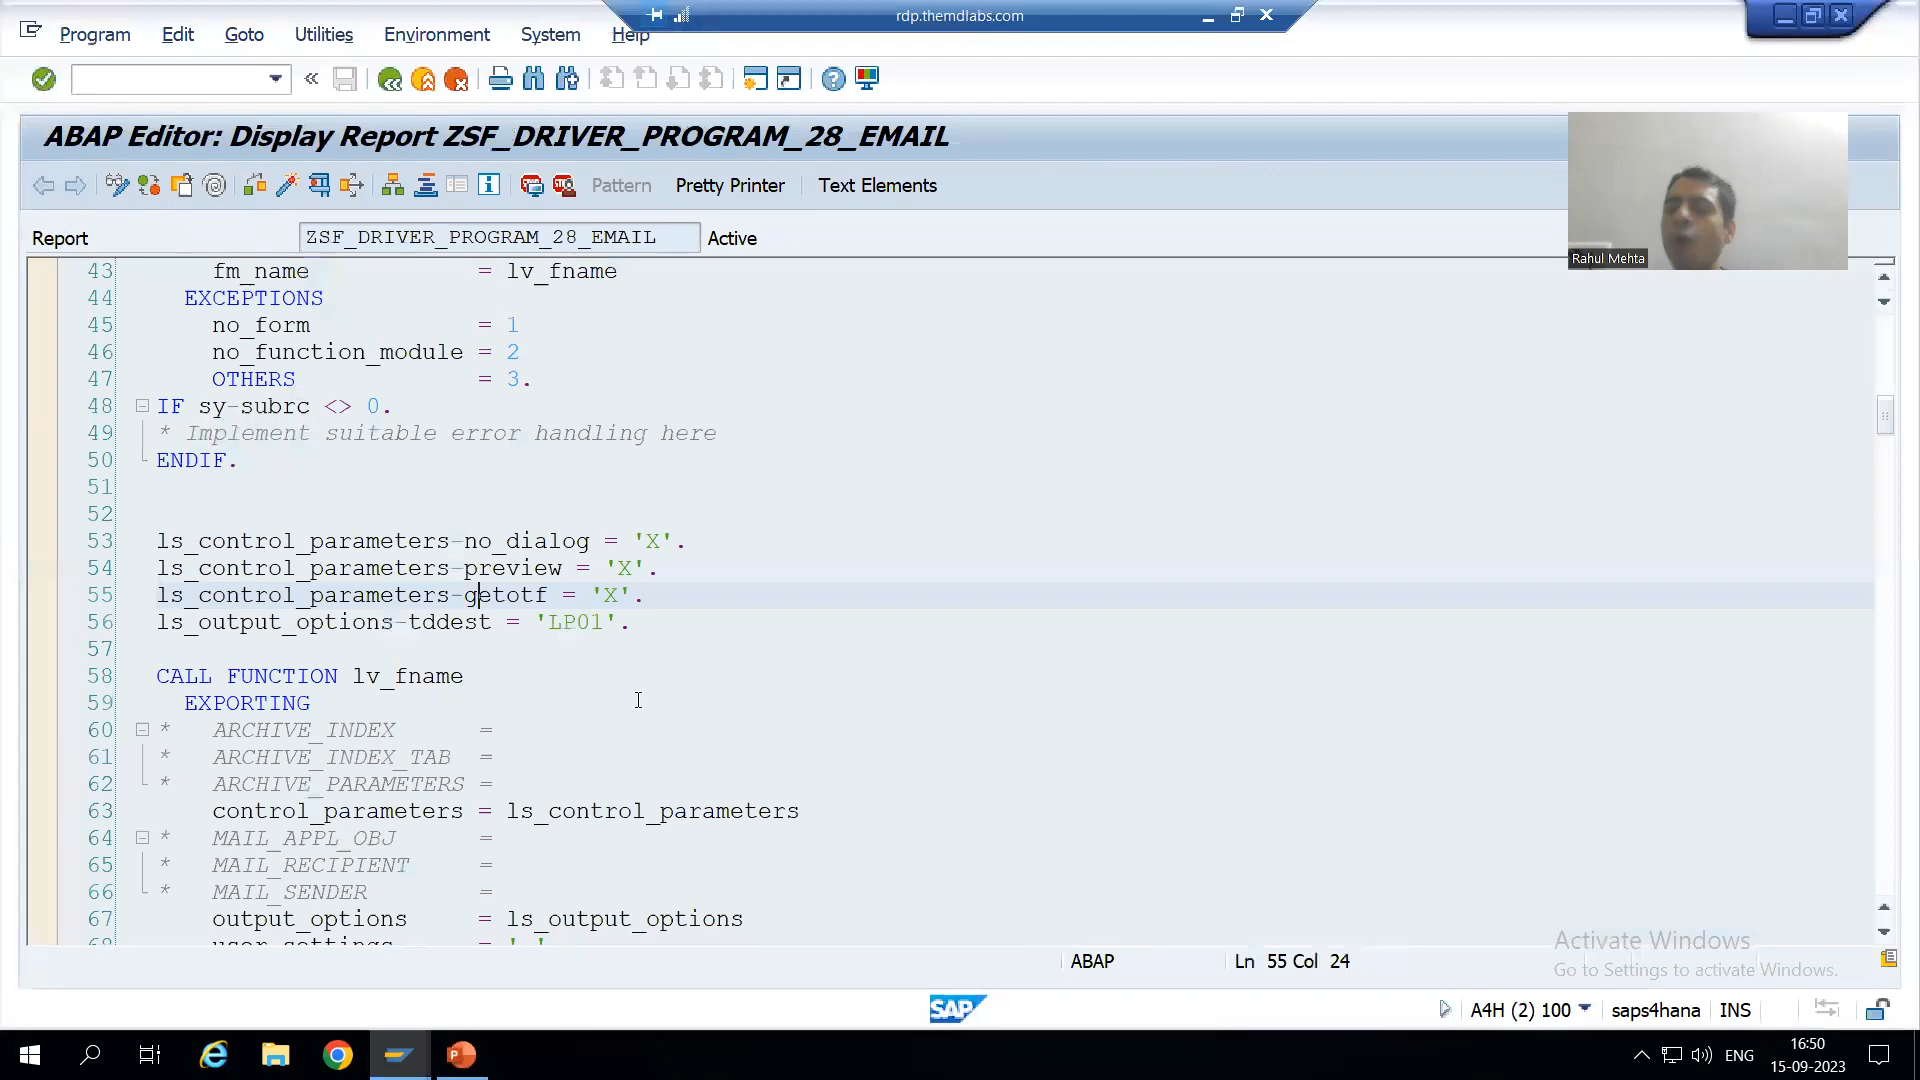 rdp.themdlabs.com
Program Edit Goto Utilities Environment System Help
ABAP Editor: Display Report ZSF_DRIVER_PROGRAM_28_EMAIL
Pattern Pretty Printer Text Elements
Report ZSF_DRIVER_PROGRAM_28_EMAIL Active
Rahul Mehta
43 fm_name = lv_fname
44 EXCEPTIONS
45 no_form = 1
46 no_function_module = 2
47 OTHERS = 3.
48 IF sy-subrc <> 0.
49 * Implement suitable error handling here
50 ENDIF.
51
52
53 ls_control_parameters-no_dialog = 'X'.
54 ls_control_parameters-preview = 'X'.
55 ls_control_parameters-getotf = 'X'.
56 ls_output_options-tddest = 'LP01'.
57
58 CALL FUNCTION lv_fname
59 EXPORTING
60 * ARCHIVE_INDEX =
61 * ARCHIVE_INDEX_TAB =
62 * ARCHIVE_PARAMETERS =
63 control_parameters = ls_control_parameters
64 * MAIL_APPL_OBJ =
65 * MAIL_RECIPIENT =
66 * MAIL_SENDER =
67 output_options = ls_output_options
68 user_settings = ' '
Activate Windows
Go to Settings to activate Windows.
ABAP Ln 55 Col 24
SAP A4H (2) 100 saps4hana INS
ENG 16:50
15-09-2023